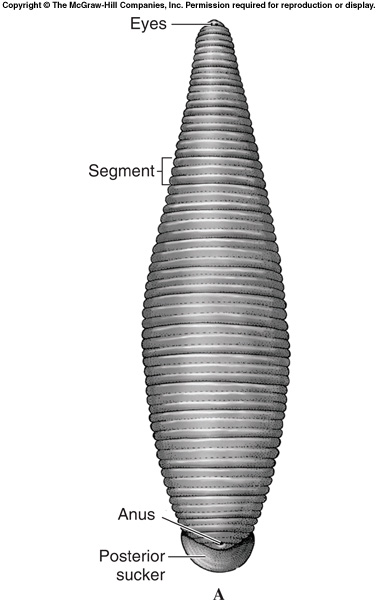 Copyright © The McGraw-Hill Companies, Inc. Permission required for reproduction or display.
Eyes
Segment
Anus
Posterior
sucker
A